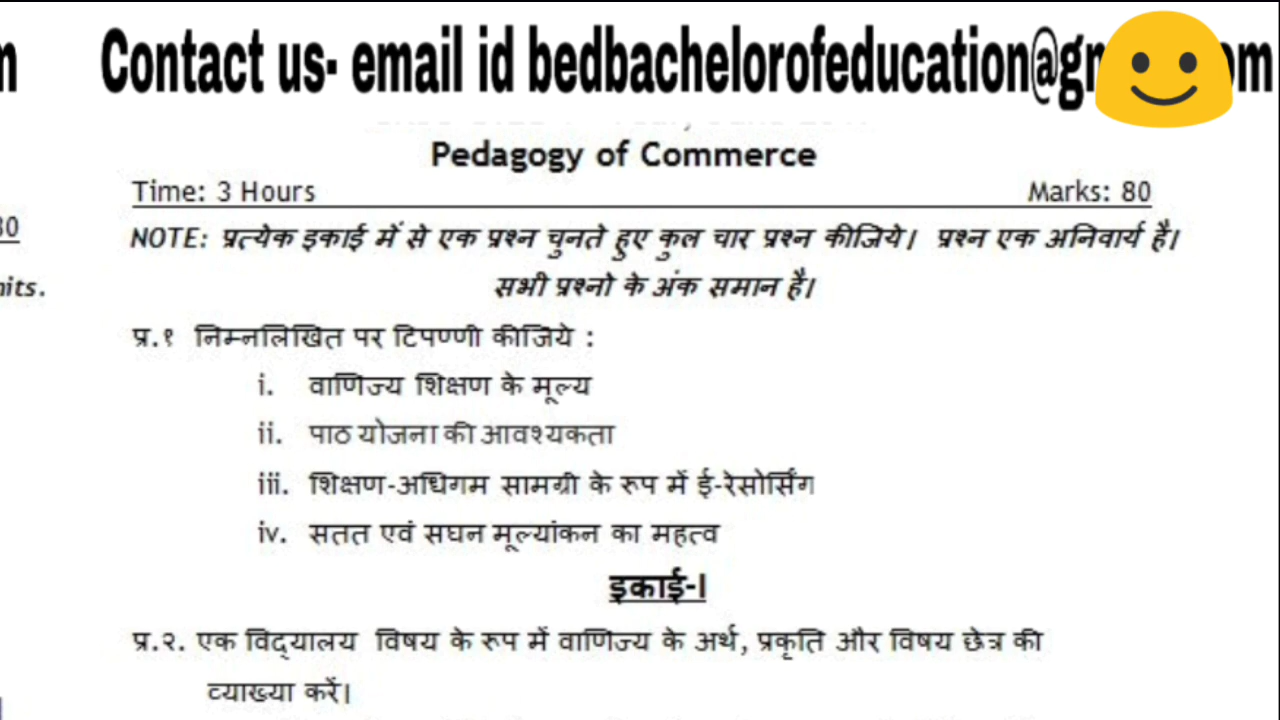 m Contact us- email id bedbachelorofeducation@g om
Pedagogy of Commerce
Time: 3 Hours Marks: 80
NOTE: प्रत्येक इकाई में से एक प्रश्न चुनते हुए कुल चार प्रश्न कीजिये। प्रश्न एक अनिवार्य है।
सभी प्रश्नो के अंक समान है।
प्र.१ निम्नलिखित पर टिपण्णी कीजिये :
i. वाणिज्य शिक्षण के मूल्य
ii. पाठ योजना की आवश्यकता
iii. शिक्षण-अधिगम सामग्री के रूप में ई-रेसोर्सिंग
iv. सतत एवं सघन मूल्यांकन का महत्व
इकाई-I
प्र.२. एक विद्यालय विषय के रूप में वाणिज्य के अर्थ, प्रकृति और विषय छेत्र की
व्याख्या करें।